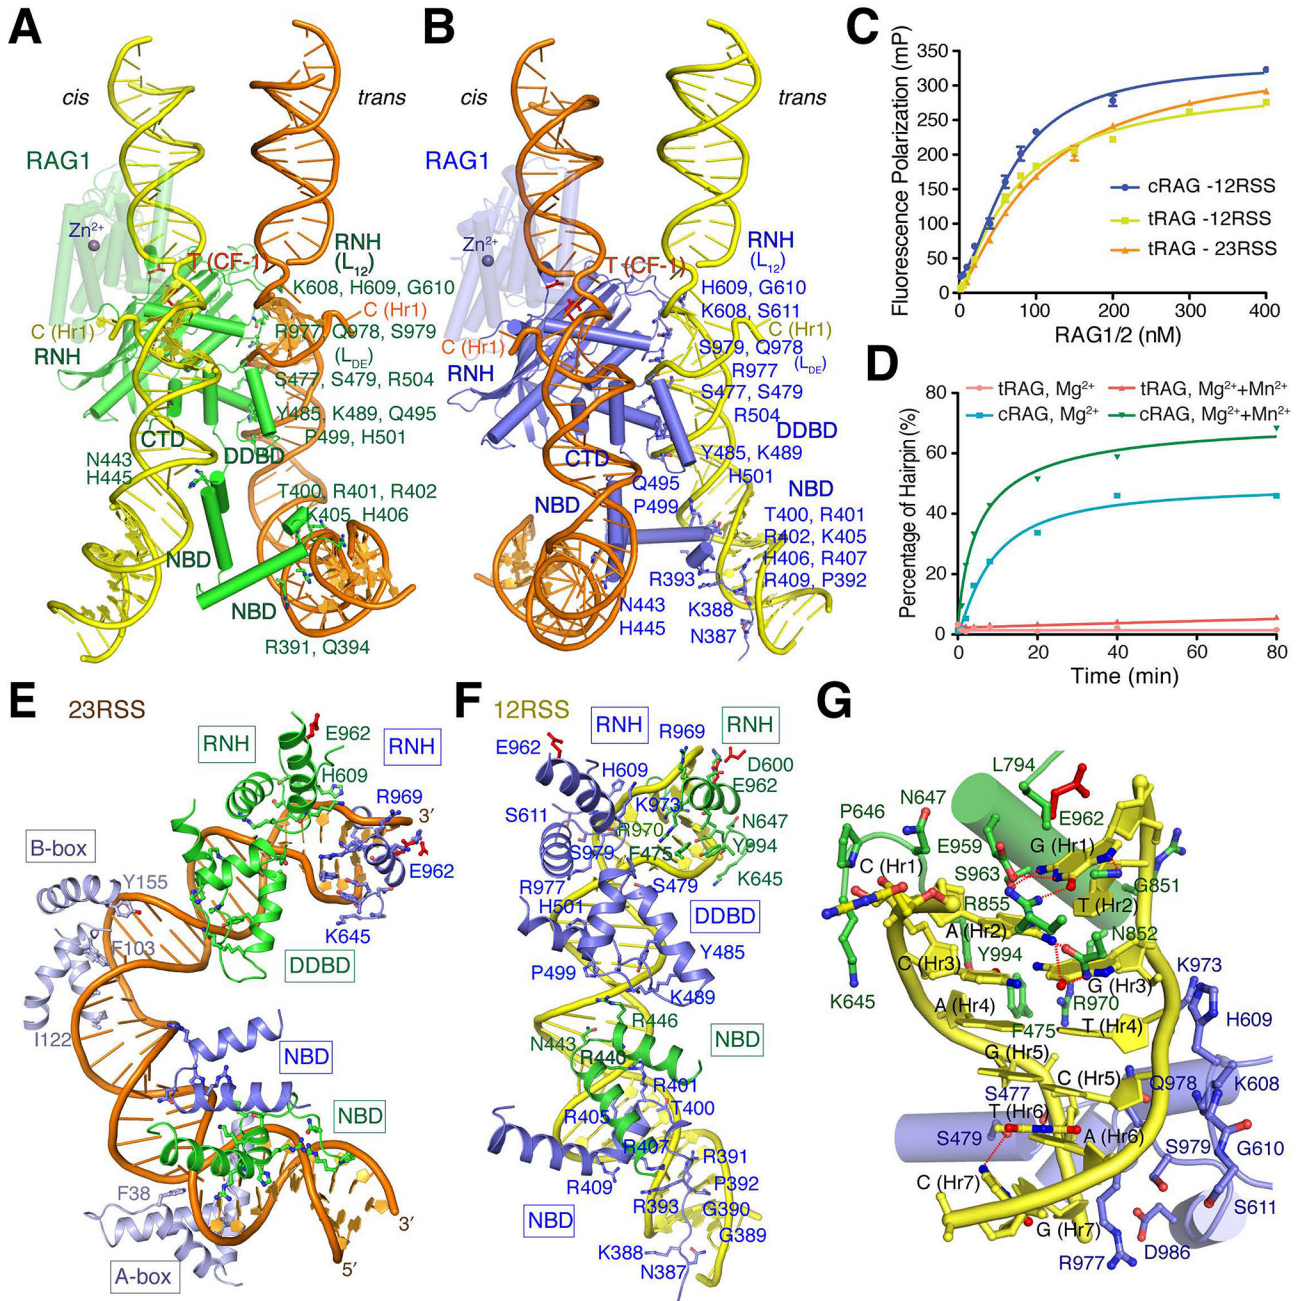 A
cis
trans
RAG1
Zn2+
T (CF-1)
RNH
(L12)
K608, H609, G610
C (Hr1)
C (Hr1)
R977, Q978, S979
RNH
(LDE)
S477, S479, R504
Y485, K489, Q495
P499, H501
CTD
DDBD
N443
H445
T400, R401, R402
K405, H406
NBD
NBD
R391, Q394
B
cis
trans
RAG1
Zn2+
T (CF-1)
RNH
(L12)
H609, G610
K608, S611
C (Hr1)
C (Hr1)
S979, Q978
(LDE)
R977
RNH
S477, S479
R504
DDBD
CTD
Y485, K489
H501
Q495
P499
NBD
NBD
T400, R401
R402, K405
H406, R407
R409, P392
R393
N443
H445
K388
N387
C
Fluorescence Polarization (mP)
350
300
250
200
150
100
50
0
0
100
200
300
400
RAG1/2 (nM)
cRAG -12RSS
tRAG -12RSS
tRAG - 23RSS
D
Percentage of Hairpin (%)
80
60
40
20
0
0
20
40
60
80
Time (min)
tRAG, Mg2+
tRAG, Mg2++Mn2+
cRAG, Mg2+
cRAG, Mg2++Mn2+
E
23RSS
RNH
E962
RNH
H609
R969
3′
B-box
E962
Y155
K645
F103
DDBD
I122
NBD
NBD
F38
3′
A-box
5′
F
12RSS
RNH
R969
RNH
E962
D600
H609
E962
K973
S611
N647
R970
Y994
S979
F475
K645
R977
S479
H501
DDBD
Y485
P499
K489
R446
N443
NBD
R440
R401
T400
R405
R407
R391
R409
P392
R393
G390
NBD
G389
K388
N387
G
L794
N647
P646
E962
E959
G (Hr1)
C (Hr1)
S963
G851
R855
T (Hr2)
A (Hr2)
N852
Y994
C (Hr3)
G (Hr3)
K973
K645
R970
A (Hr4)
T (Hr4)
H609
F475
G (Hr5)
C (Hr5)
Q978
K608
S477
T (Hr6)
S479
A (Hr6)
S979
G610
C (Hr7)
S611
G (Hr7)
D986
R977